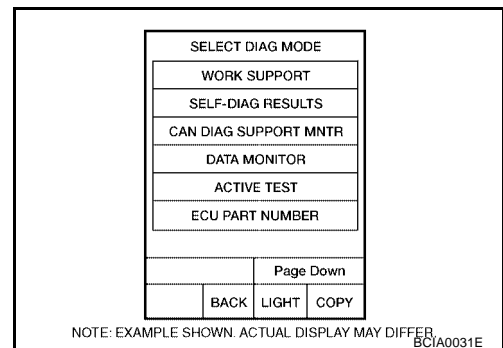 SELECT DIAG MODE
WORK SUPPORT
SELF-DIAG RESULTS
CAN DIAG SUPPORT MNTR
DATA MONITOR
ACTIVE TEST
ECU PART NUMBER
Page Down
BACK LIGHT COPY
NOTE: EXAMPLE SHOWN. ACTUAL DISPLAY MAY DIFFER.
BCIA0031E